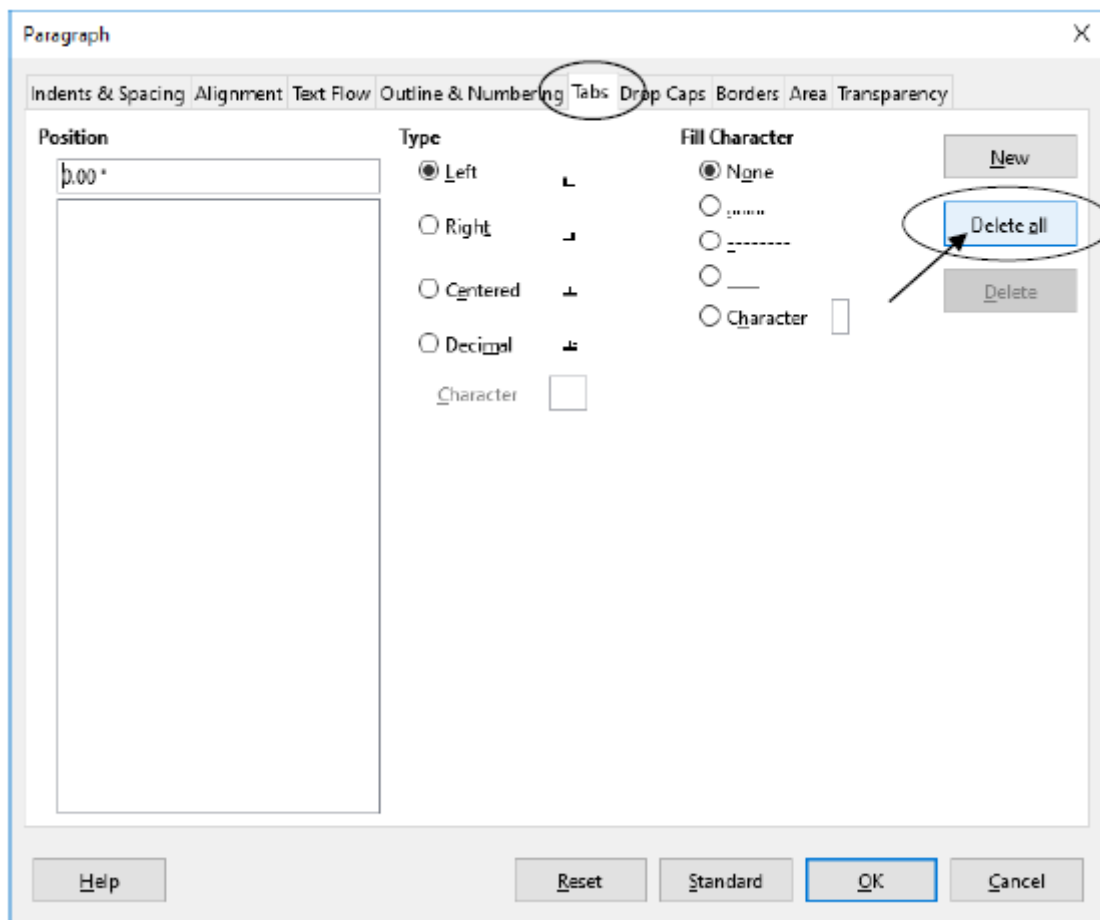 Paragraph
Indents & Spacing Alignment Text Flow Outline & Numbering Tabs Drop Caps Borders Area Transparency
Position Type Fill Character
0.00 "
Left
Right
Centered
Decimal
Character
None
........
--------
___
Character
New
Delete all
Delete
Help Reset Standard OK Cancel